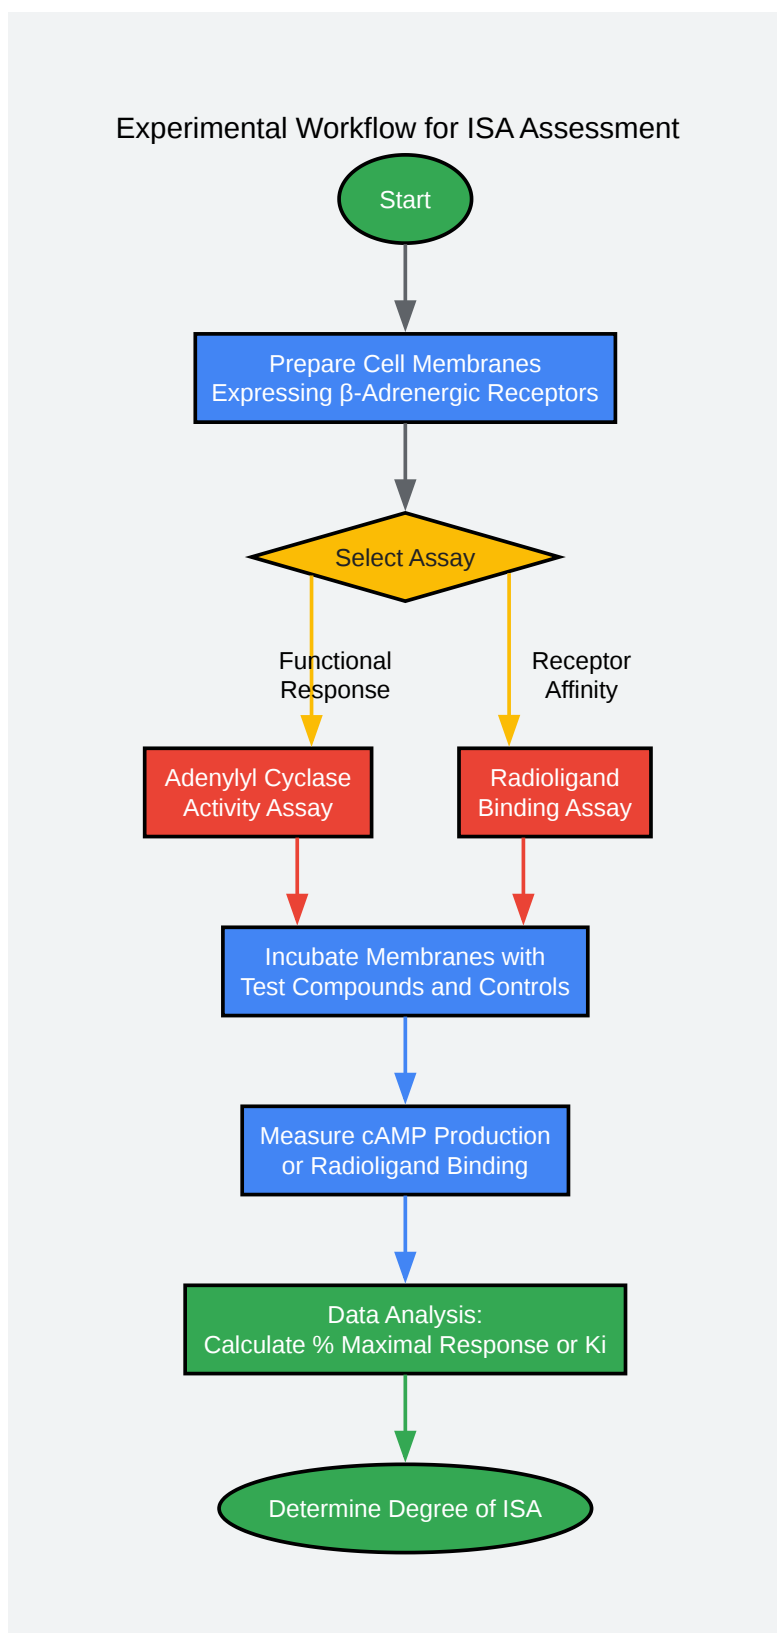 Experimental Workflow for ISA Assessment
Start
Prepare Cell Membranes
Expressing β-Adrenergic Receptors
Select Assay
Functional
Response
Receptor
Affinity
Adenylyl Cyclase
Activity Assay
Radioligand
Binding Assay
Incubate Membranes with
Test Compounds and Controls
Measure cAMP Production
or Radioligand Binding
Data Analysis:
Calculate % Maximal Response or Ki
Determine Degree of ISA